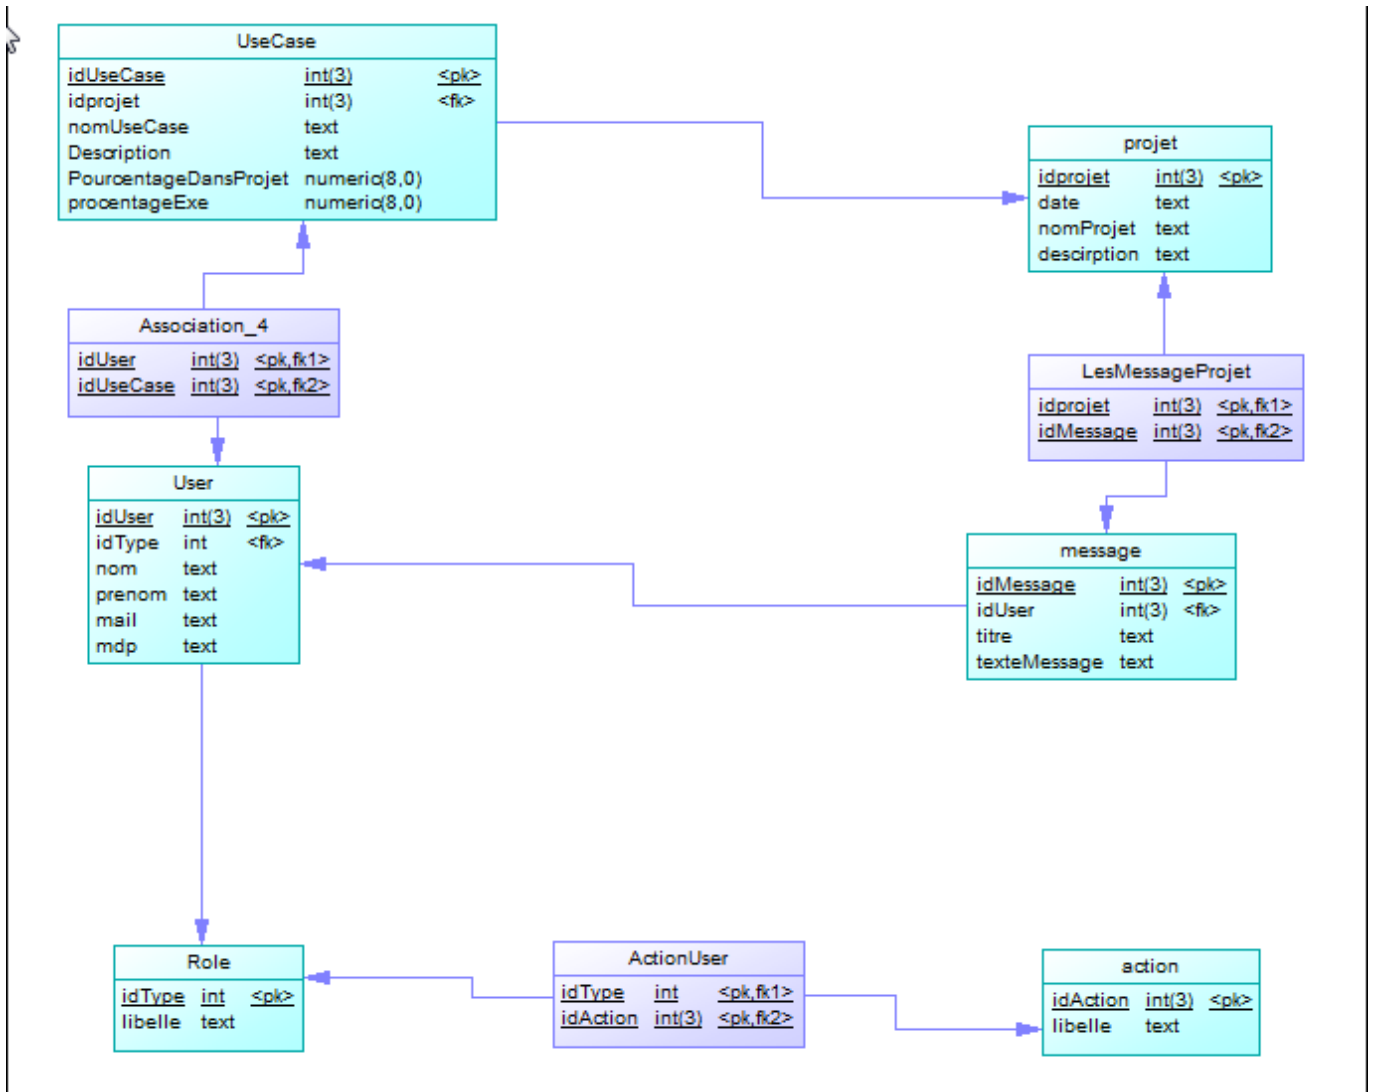 UseCase
idUseCase int(3) <pk>
idprojet int(3) <fk>
nomUseCase text
Description text
PourcentageDansProjet numeric(8,0)
procentageExe numeric(8,0)
projet
idprojet int(3) <pk>
date text
nomProjet text
descirption text
Association_4
idUser int(3) <pk,fk1>
idUseCase int(3) <pk,fk2>
LesMessageProjet
idprojet int(3) <pk,fk1>
idMessage int(3) <pk,fk2>
User
idUser int(3) <pk>
idType int <fk>
nom text
prenom text
mail text
mdp text
message
idMessage int(3) <pk>
idUser int(3) <fk>
titre text
texteMessage text
Role
idType int <pk>
libelle text
ActionUser
idType int <pk,fk1>
idAction int(3) <pk,fk2>
action
idAction int(3) <pk>
libelle text